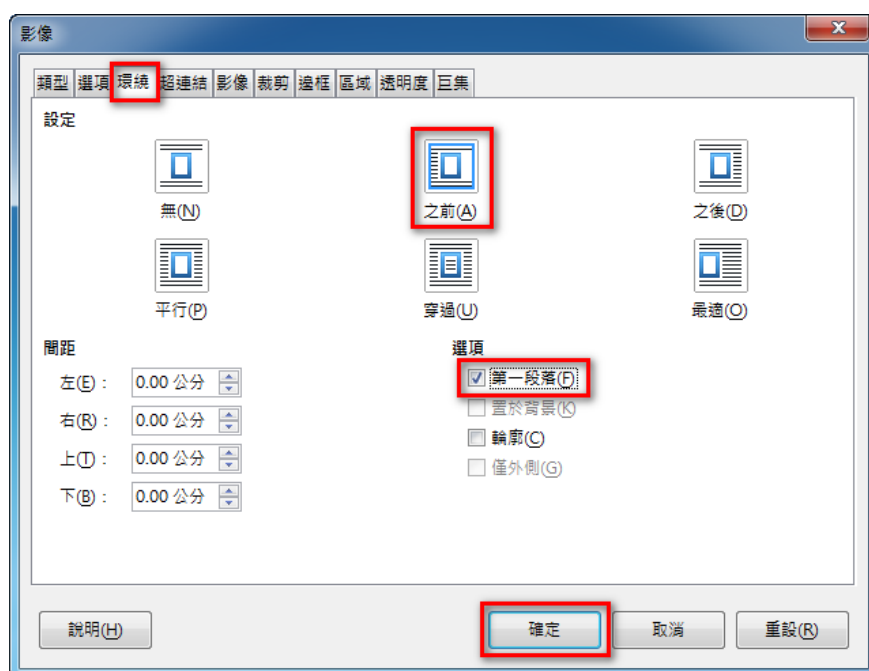 影像
類型 選項 環繞 超連結 影像 裁剪 邊框 區域 透明度 巨集
設定
無(N) 之前(A) 之後(D)
平行(P) 穿過(U) 最適(O)
間距 選項
左(E)： 0.00 公分 第一段落(F)
右(R)： 0.00 公分 置於背景(K)
上(T)： 0.00 公分 輪廓(C)
下(B)： 0.00 公分 僅外側(G)
說明(H) 確定 取消 重設(R)